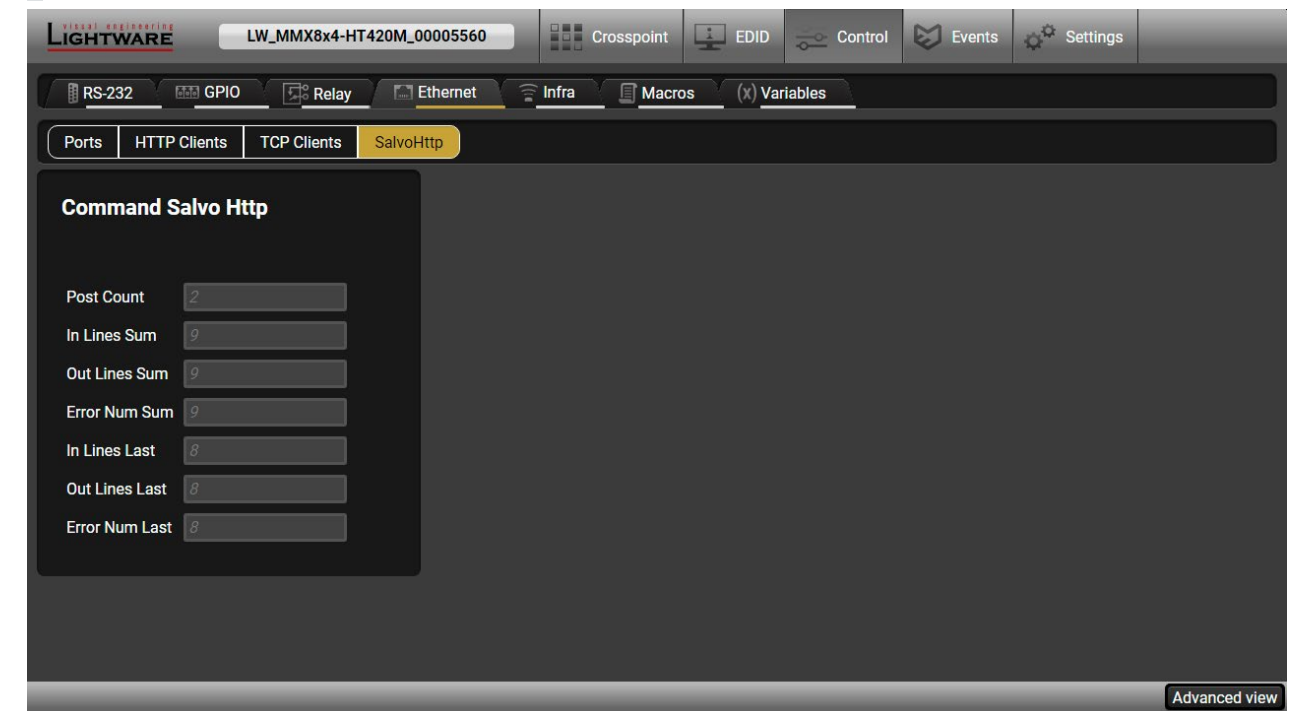 visual engineering
LIGHTWARE
LW_MMX8x4-HT420M_00005560
Crosspoint
EDID
Control
Events
Settings
RS-232
GPIO
Relay
Ethernet
Infra
Macros
(x) Variables
Ports
HTTP Clients
TCP Clients
SalvoHttp
Command Salvo Http
Post Count 2
In Lines Sum 9
Out Lines Sum 9
Error Num Sum 9
In Lines Last 8
Out Lines Last 8
Error Num Last 8
Advanced view